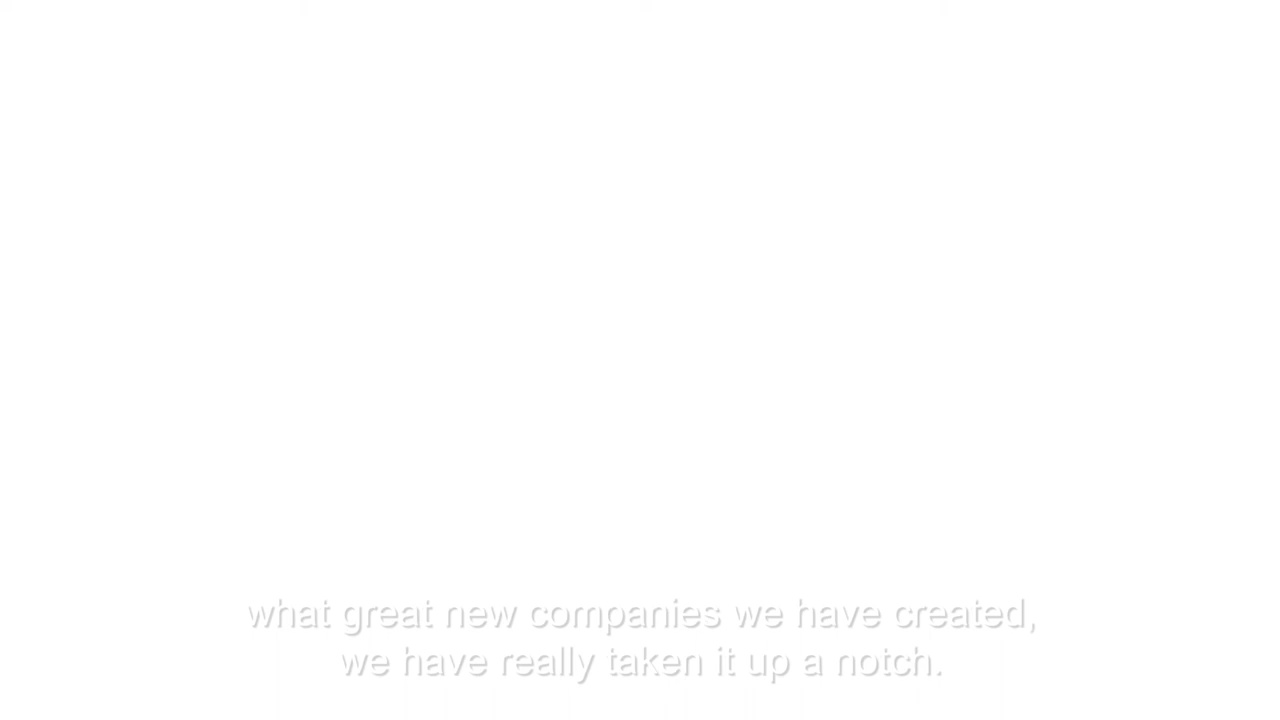 what great new companies we have created,
we have really taken it up a notch.